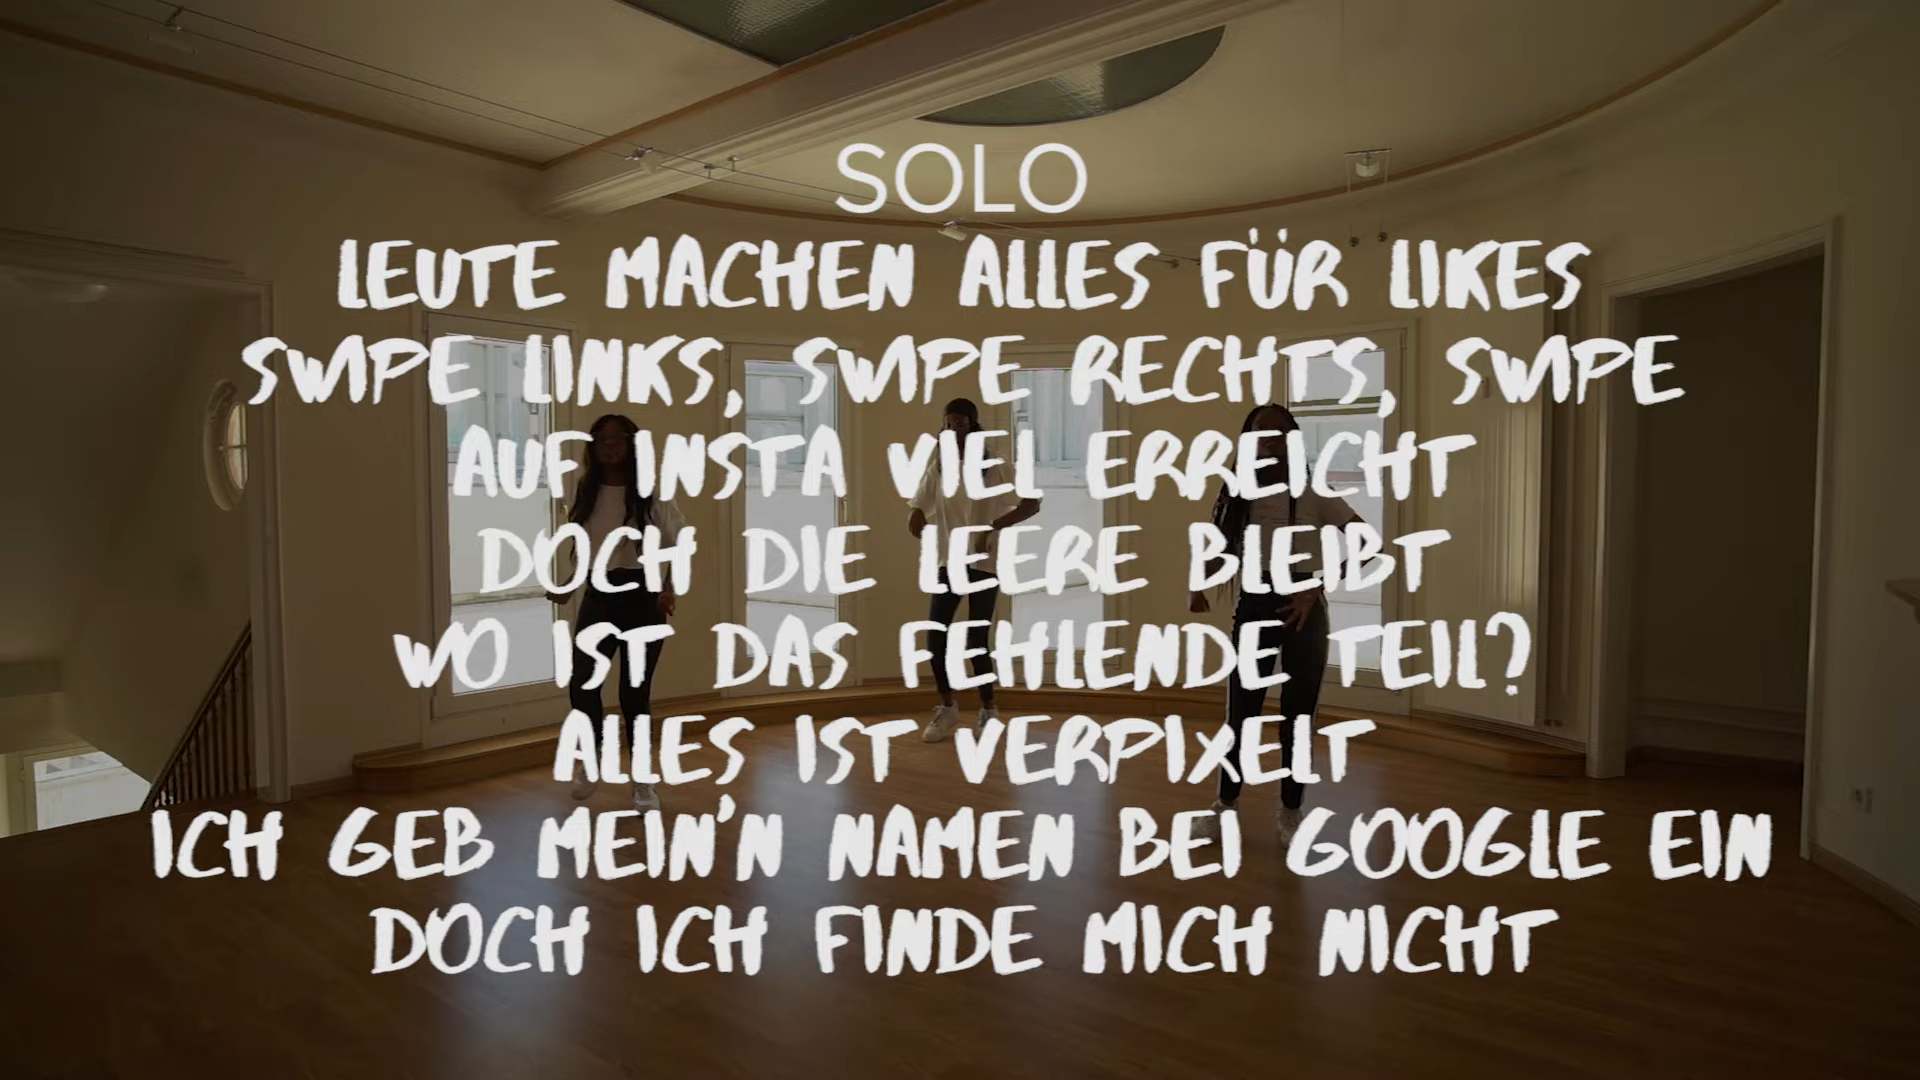 SOLO
LEUTE MACHEN ALLES FÜR LIKES
SWIPE LINKS, SWIPE RECHTS, SWIPE
AUF INSTA VIEL ERREICHT
DOCH DIE LEERE BLEIBT
WO IST DAS FEHLENDE TEIL?
ALLES IST VERPIXELT
ICH GEB MEIN'N NAMEN BEI GOOGLE EIN
DOCH ICH FINDE MICH NICHT